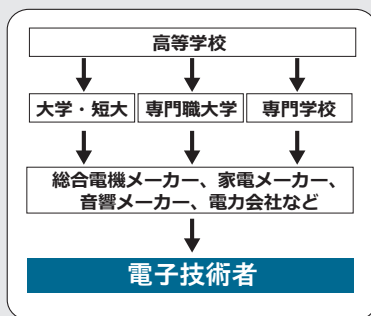 高等学校
大学・短大
専門職大学
専門学校
総合電機メーカー、家電メーカー、
音響メーカー、電力会社など
電子技術者